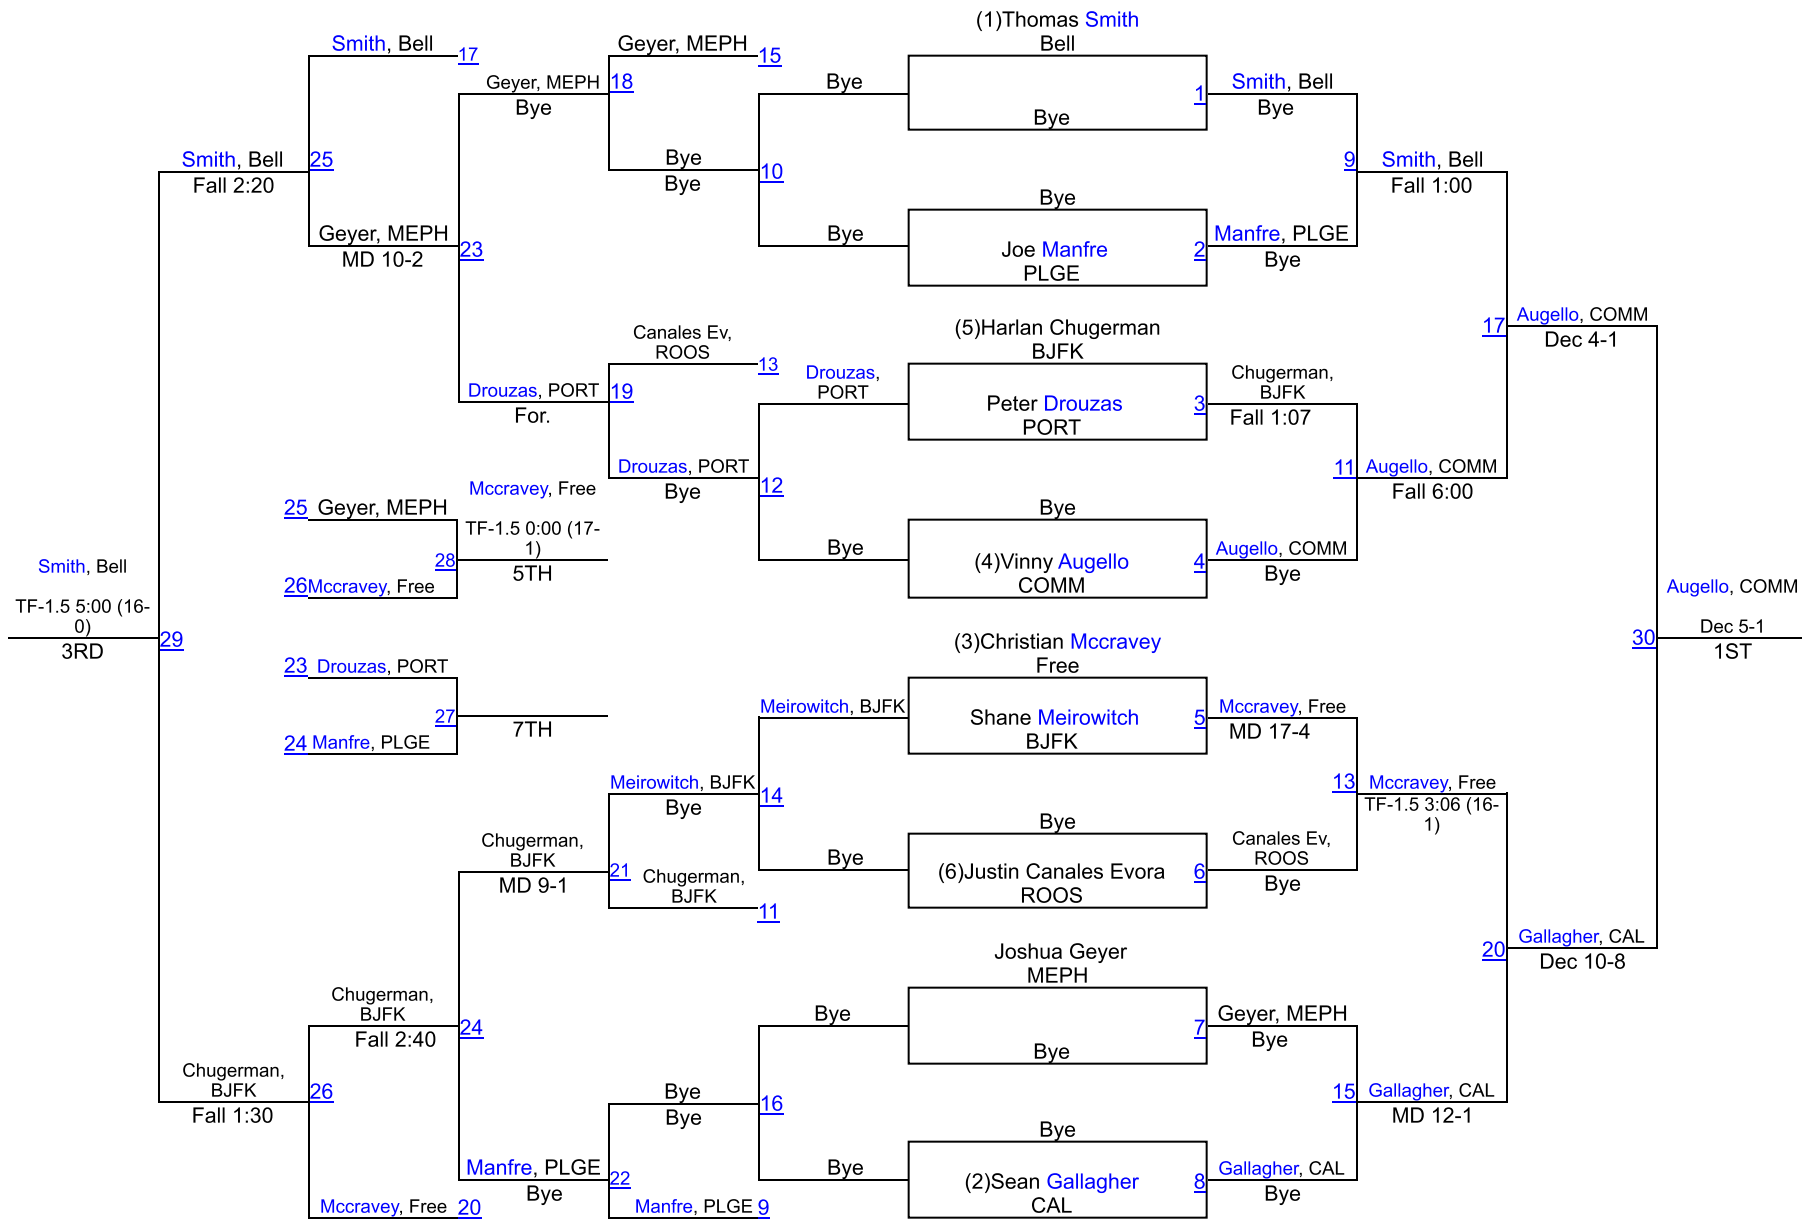 (1)Thomas Smith
Bell
Smith, Bell
17
Geyer, MEPH
15
Geyer, MEPH
18
Bye
Bye
Bye
1
Smith, Bell
Bye
Smith, Bell
25
Fall 2:20
Bye
10
Bye
9
Smith, Bell
Fall 1:00
Geyer, MEPH
23
MD 10-2
Bye
Bye
Joe Manfre
PLGE
2
Manfre, PLGE
Bye
Canales Ev,
ROOS
13
(5)Harlan Chugerman
BJFK
17
Augello, COMM
Dec 4-1
Drouzas, PORT
19
For.
Drouzas,
PORT
Peter Drouzas
PORT
3
Chugerman,
BJFK
Fall 1:07
Drouzas, PORT
12
Bye
11
Augello, COMM
Fall 6:00
25
Geyer, MEPH
Mccravey, Free
TF-1.5 0:00 (17-
1)
28
5TH
26
Mccravey, Free
Bye
Bye
(4)Vinny Augello
COMM
4
Augello, COMM
Bye
Smith, Bell
TF-1.5 5:00 (16-
0)
29
3RD
Augello, COMM
30
Dec 5-1
1ST
23
Drouzas, PORT
27
7TH
24
Manfre, PLGE
(3)Christian Mccravey
Free
Meirowitch, BJFK
Shane Meirowitch
BJFK
5
Mccravey, Free
MD 17-4
Meirowitch, BJFK
14
Bye
13
Mccravey, Free
TF-1.5 3:06 (16-
1)
Chugerman,
BJFK
21
MD 9-1
Chugerman,
BJFK
11
Bye
Bye
(6)Justin Canales Evora
ROOS
6
Canales Ev,
ROOS
Bye
20
Gallagher, CAL
Dec 10-8
Joshua Geyer
MEPH
Chugerman,
BJFK
24
Fall 2:40
Bye
Bye
7
Geyer, MEPH
Bye
Chugerman,
BJFK
26
Fall 1:30
Bye
16
Bye
15
Gallagher, CAL
MD 12-1
Manfre, PLGE
22
Bye
Bye
Bye
(2)Sean Gallagher
CAL
8
Gallagher, CAL
Bye
Mccravey, Free
20
Manfre, PLGE
9